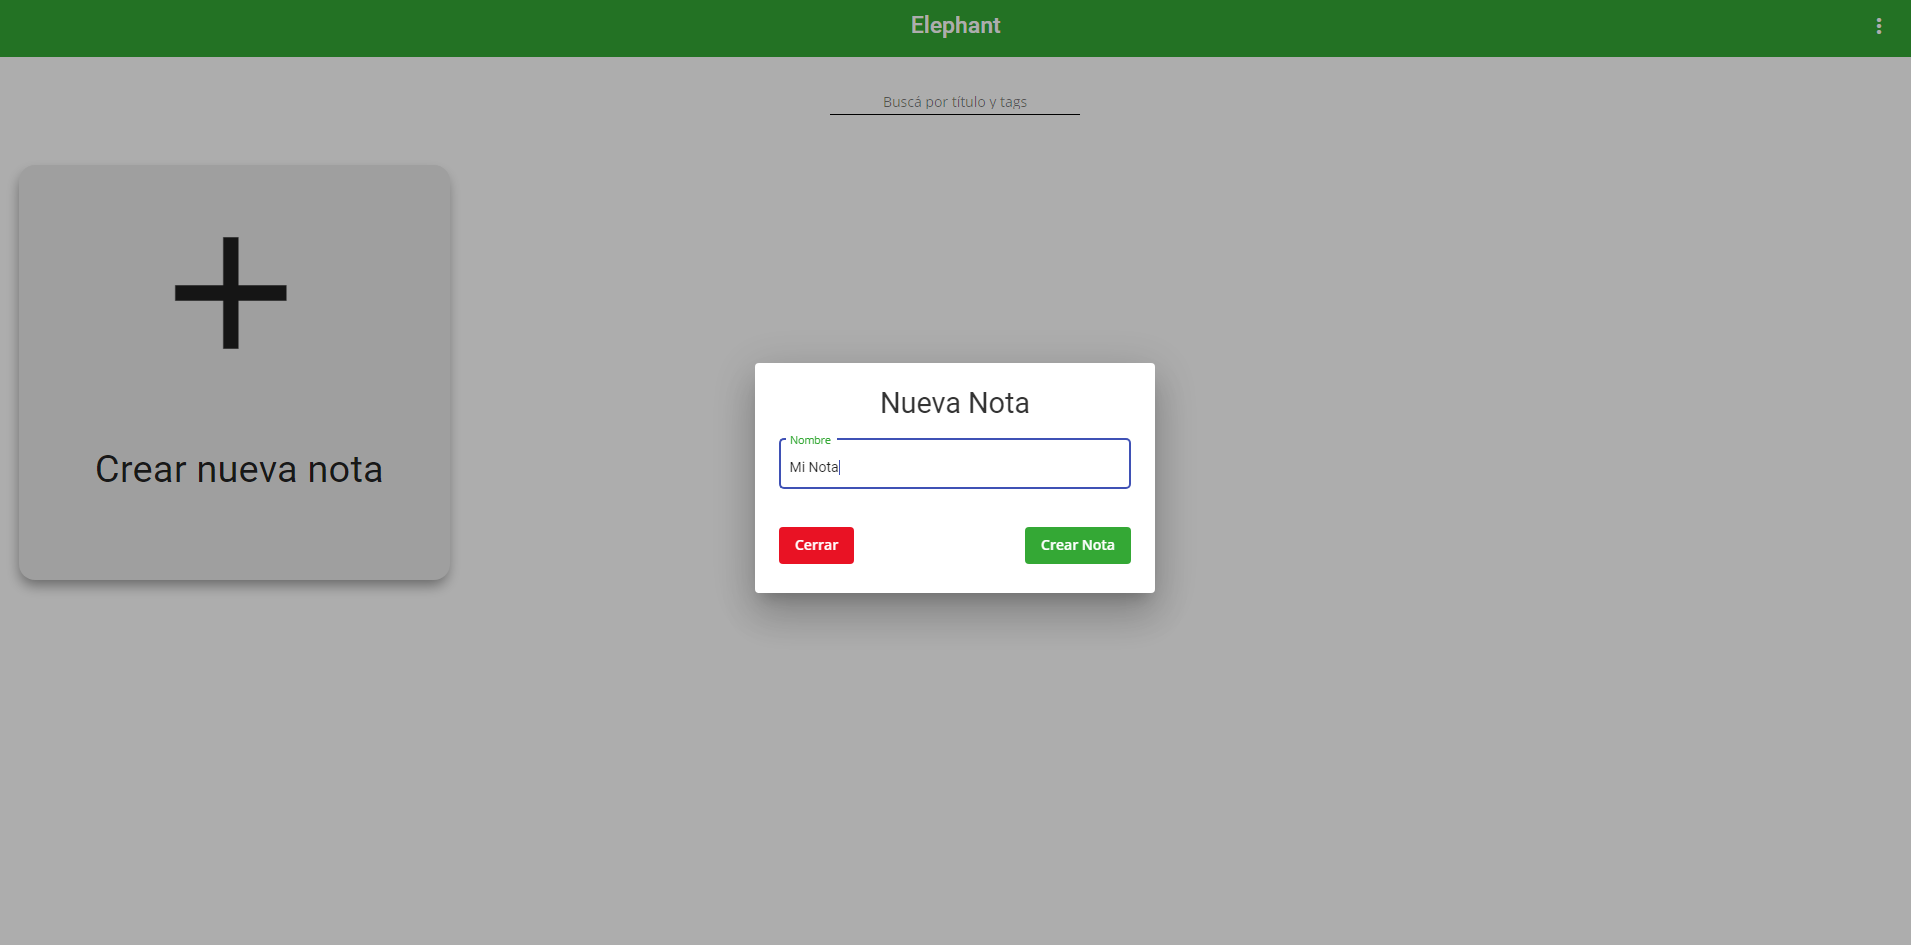 Elephant
Buscá por título y tags
Crear nueva nota
Nueva Nota
Nombre
Mi Nota
Cerrar
Crear Nota